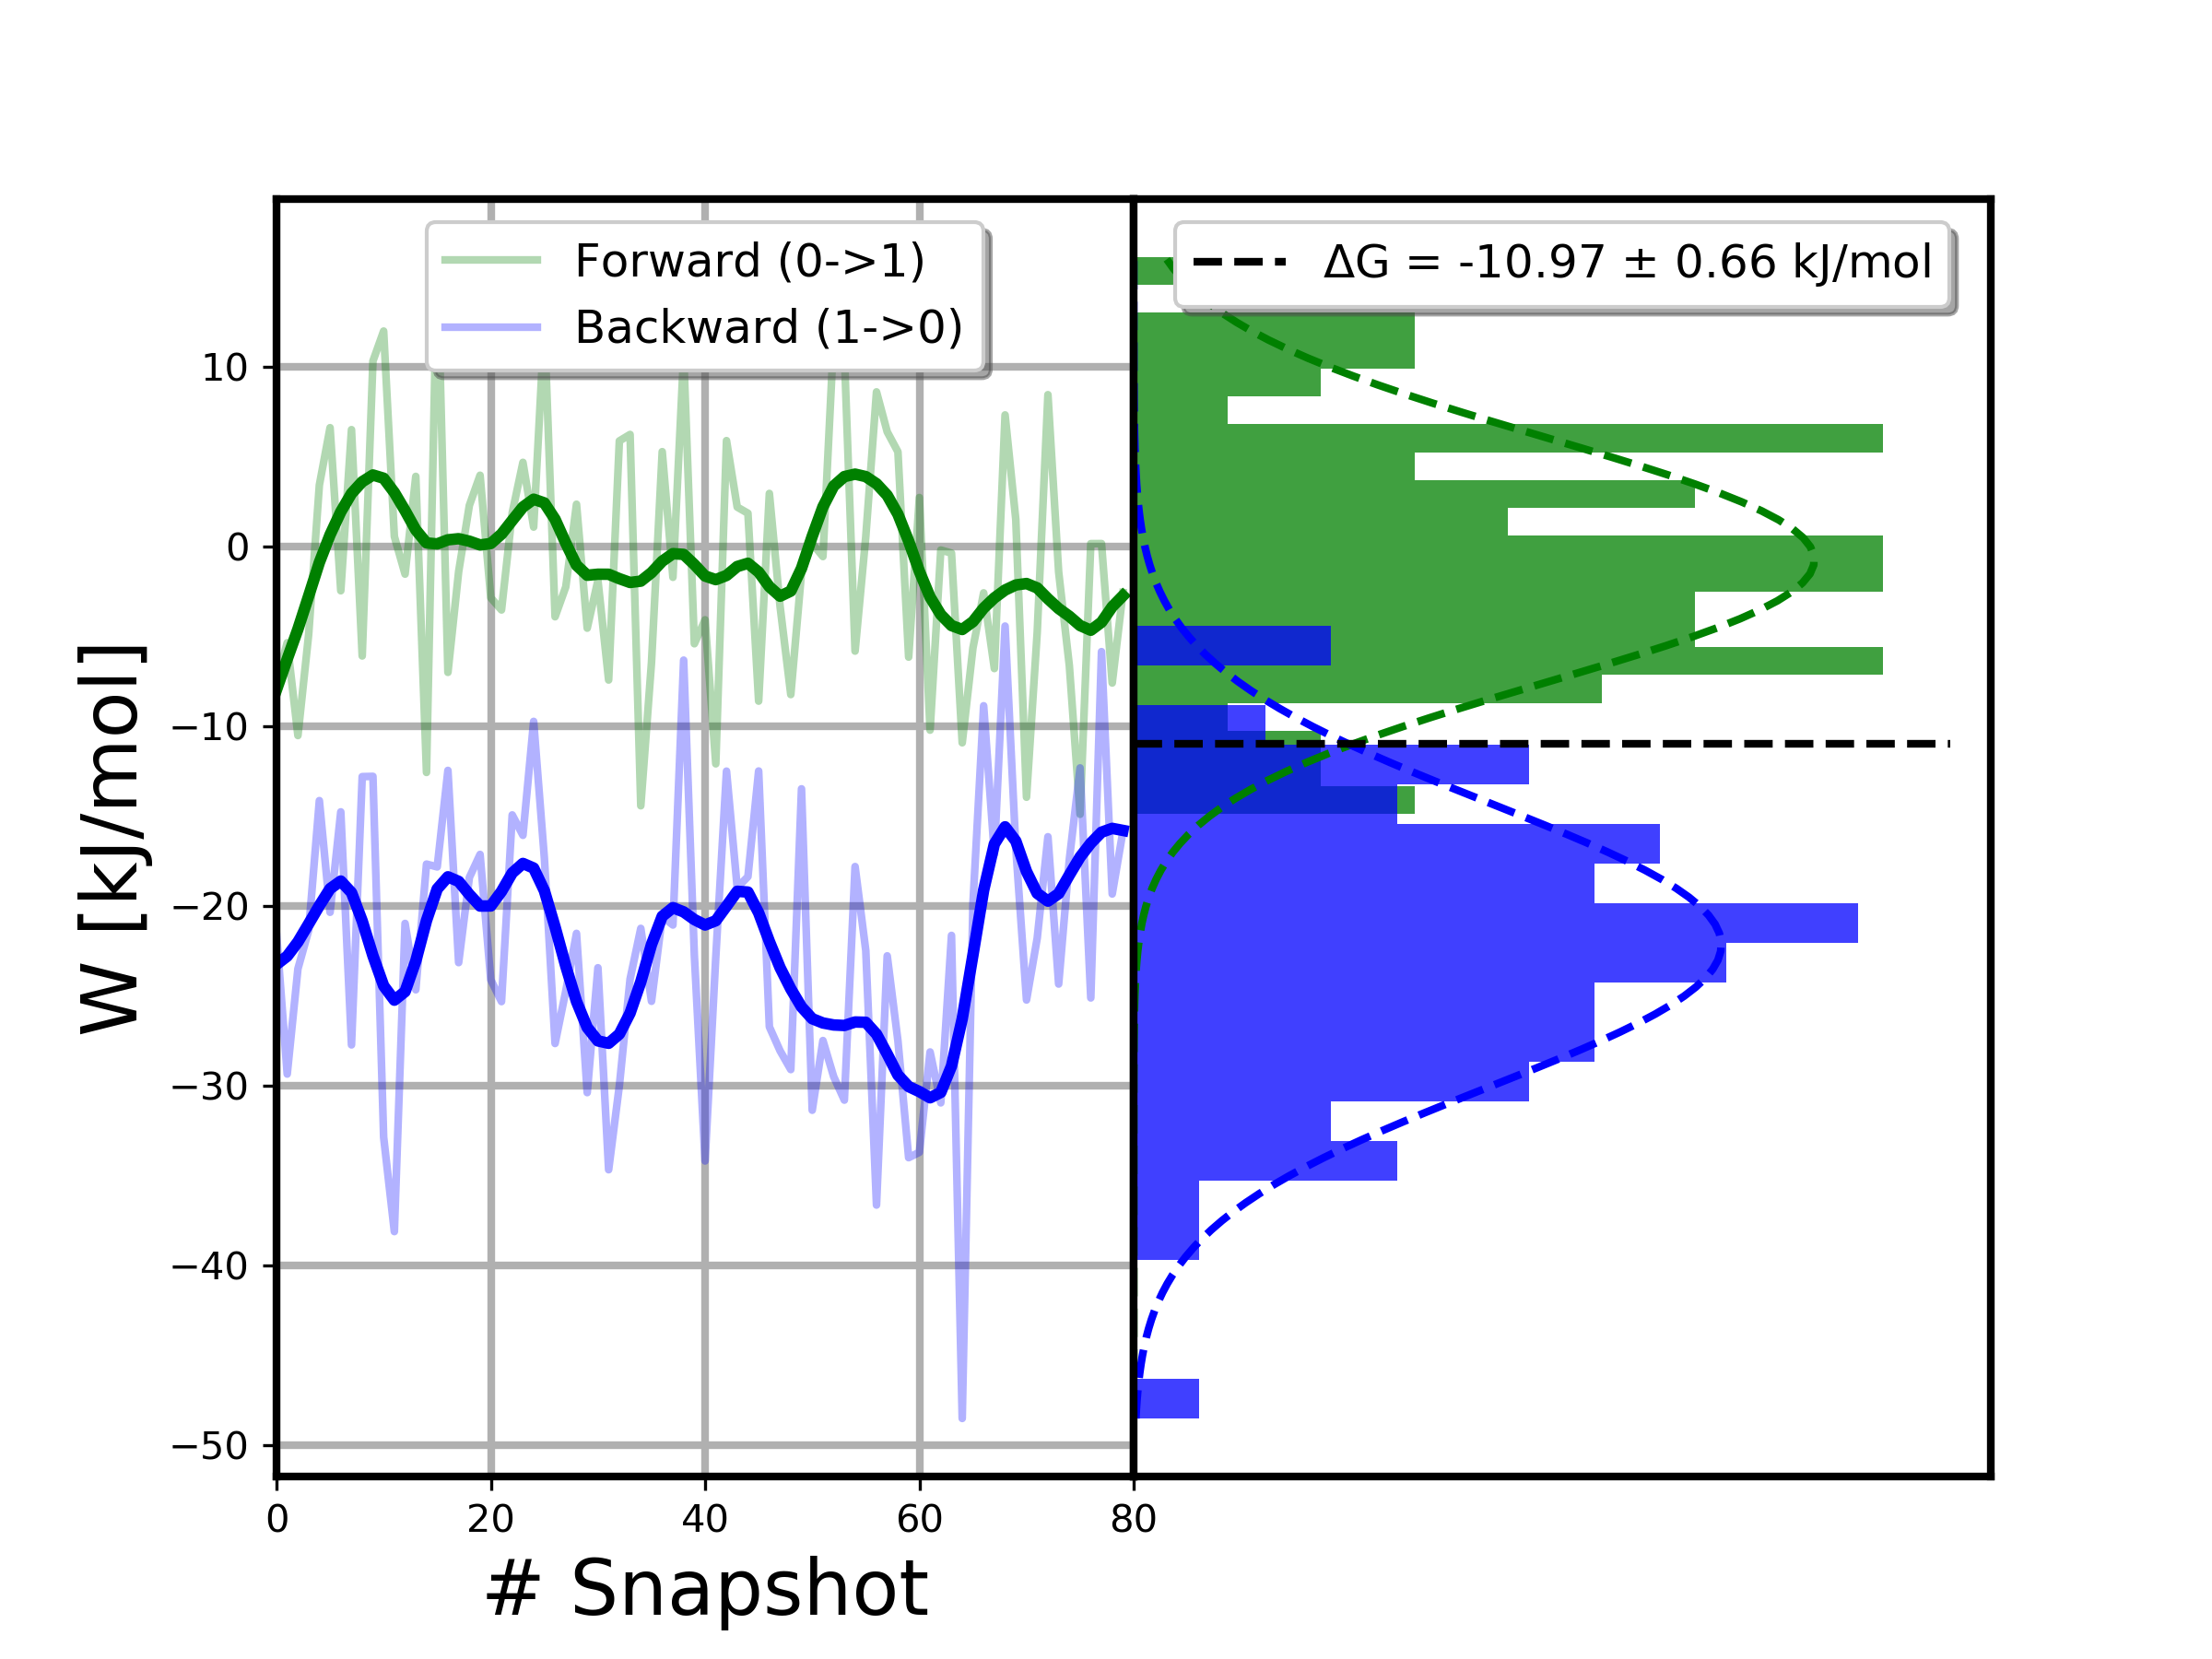 Forward (0->1)
Backward (1->0)
ΔG = -10.97 ± 0.66 kJ/mol
10
0
−10
−20
−30
−40
−50
W [kJ/mol]
0
20
40
60
80
# Snapshot